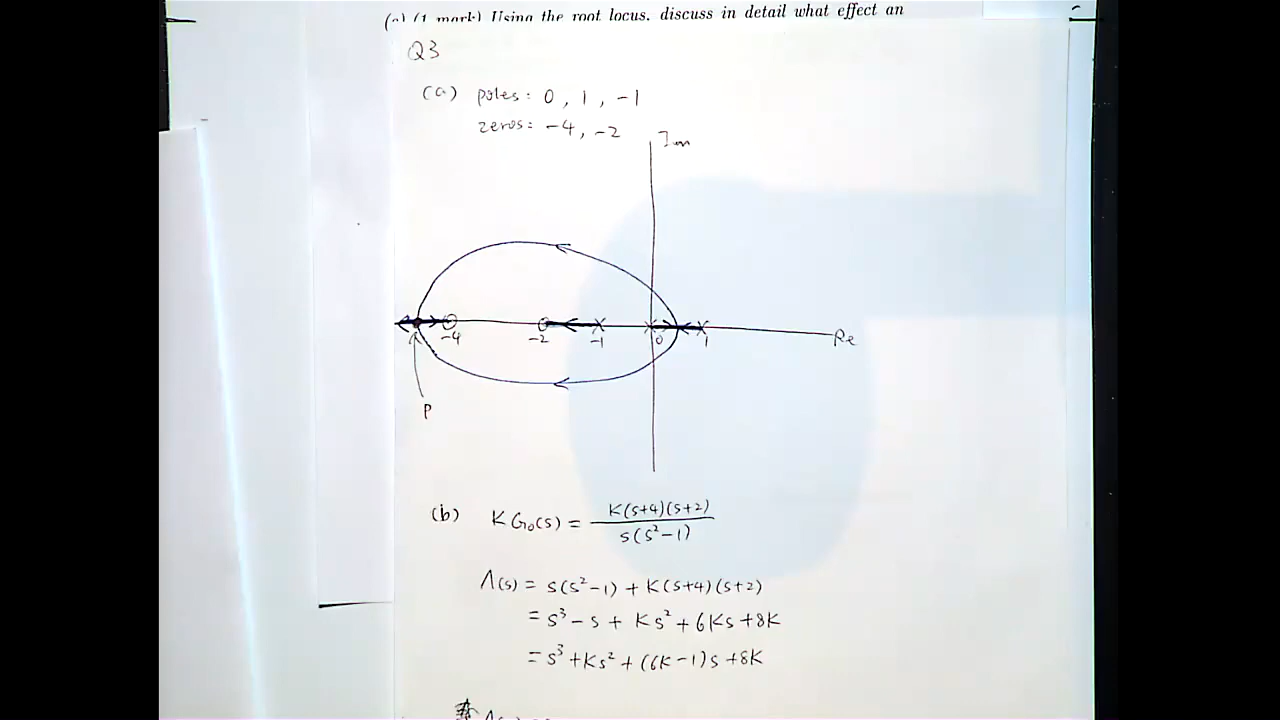 (c) (1 mark) Using the root locus, discuss in detail what effect an
Q3
(a) poles: 0, 1, -1
zeros: -4, -2
Im
-4 -2 -1 0 1 Re
P
(b) KG₀(s) = K(s+4)(s+2) / s(s²-1)
Λ(s) = s(s²-1) + K(s+4)(s+2)
= s³ - s + Ks² + 6Ks + 8K
= s³ + Ks² + (6K-1)s + 8K